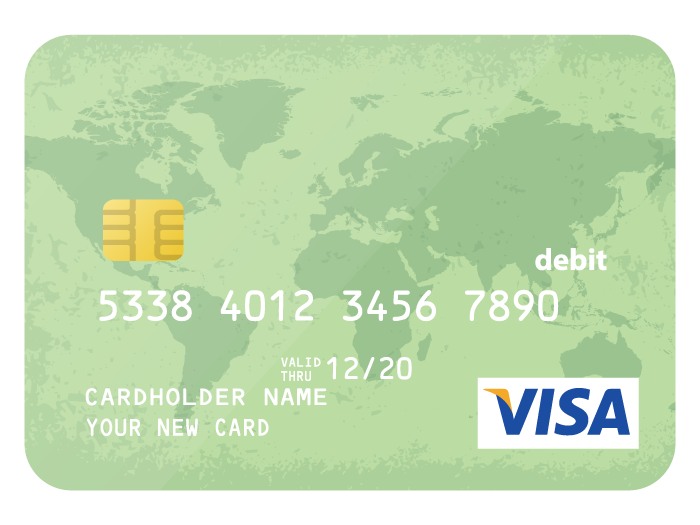 debit
5338 4012 3456 7890
VALID
THRU 12/20
CARDHOLDER NAME
YOUR NEW CARD
VISA